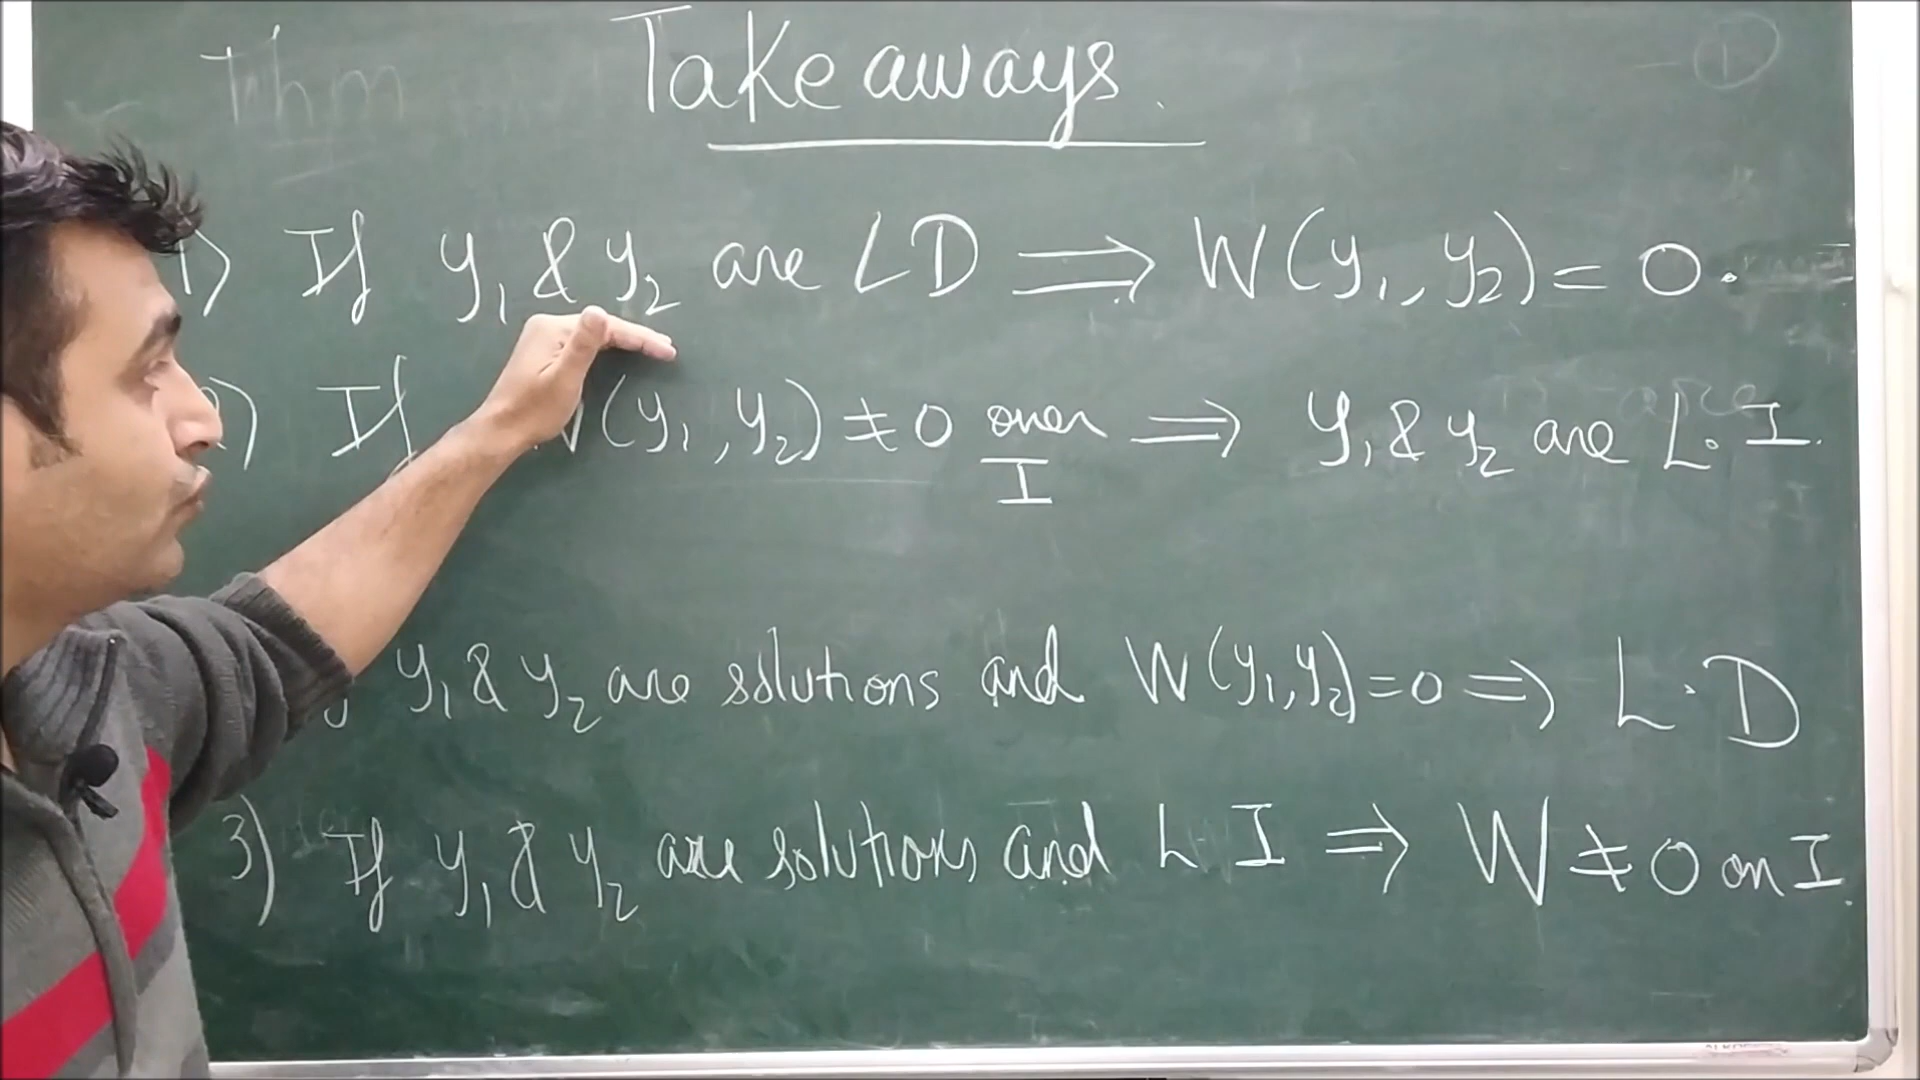 Thm
Take aways.
1) If y₁ & y₂ are LD ⟹ W(y₁, y₂) = 0.
2) If W(y₁, y₂) ≠ 0 over I ⟹ y₁ & y₂ are L.I.
y₁ & y₂ are solutions and W(y₁, y₂) = 0 ⟹ L.D
3) If y₁ & y₂ are solutions and L I ⟹ W ≠ 0 on I.